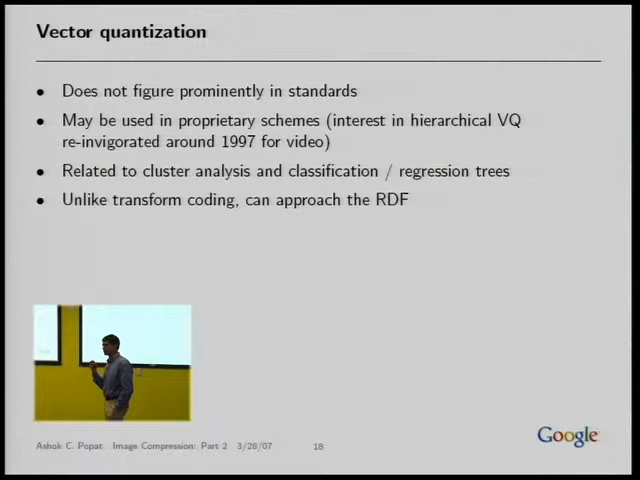 Vector quantization
• Does not figure prominently in standards
• May be used in proprietary schemes (interest in hierarchical VQ
re-invigorated around 1997 for video)
• Related to cluster analysis and classification / regression trees
• Unlike transform coding, can approach the RDF
Ashok C. Popat Image Compression: Part 2 3/28/07 18
Google